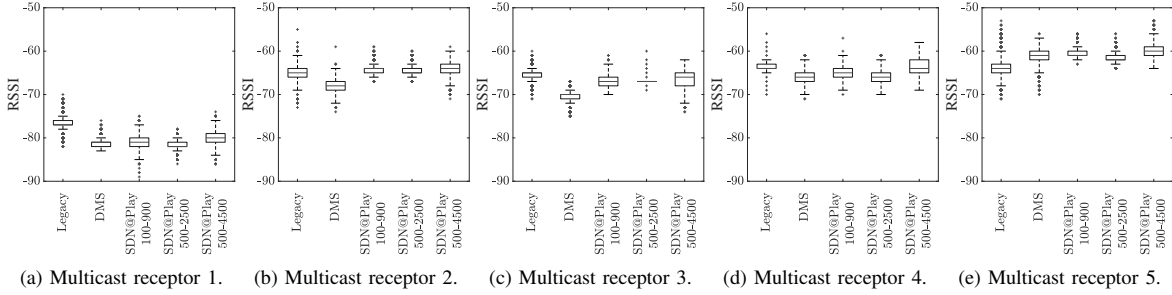 -50
-60
-70
-80
-90
RSSI
Legacy
DMS
SDN@Play
100-900
SDN@Play
500-2500
SDN@Play
500-4500
(a) Multicast receptor 1.
-50
-60
-70
-80
-90
RSSI
Legacy
DMS
SDN@Play
100-900
SDN@Play
500-2500
SDN@Play
500-4500
(b) Multicast receptor 2.
-50
-60
-70
-80
-90
RSSI
Legacy
DMS
SDN@Play
100-900
SDN@Play
500-2500
SDN@Play
500-4500
(c) Multicast receptor 3.
-50
-60
-70
-80
-90
RSSI
Legacy
DMS
SDN@Play
100-900
SDN@Play
500-2500
SDN@Play
500-4500
(d) Multicast receptor 4.
-50
-60
-70
-80
-90
RSSI
Legacy
DMS
SDN@Play
100-900
SDN@Play
500-2500
SDN@Play
500-4500
(e) Multicast receptor 5.